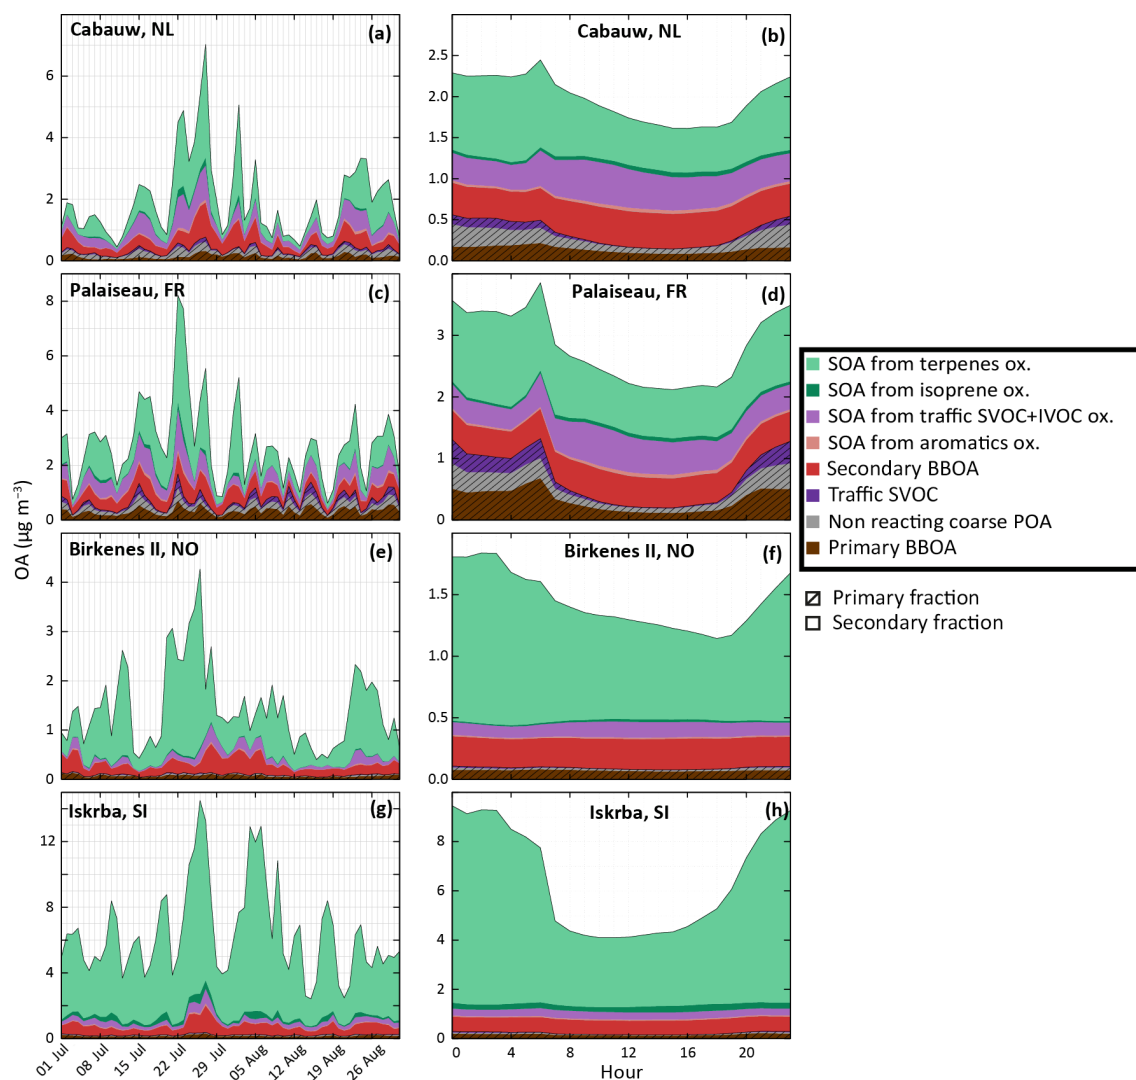 Cabauw, NL (a)
0
2
4
6
Cabauw, NL (b)
0.0
0.5
1.0
1.5
2.0
2.5
Palaiseau, FR (c)
0
2
4
6
8
Palaiseau, FR (d)
0
1
2
3
Birkenes II, NO (e)
0
1
2
3
4
Birkenes II, NO (f)
0.0
0.5
1.0
1.5
Iskrba, SI (g)
0
4
8
12
Iskrba, SI (h)
0
2
4
6
8
OA (µg m⁻³)
01 Jul
08 Jul
15 Jul
22 Jul
29 Jul
05 Aug
12 Aug
19 Aug
26 Aug
0 4 8 12 16 20
Hour
SOA from terpenes ox.
SOA from isoprene ox.
SOA from traffic SVOC+IVOC ox.
SOA from aromatics ox.
Secondary BBOA
Traffic SVOC
Non reacting coarse POA
Primary BBOA
Primary fraction
Secondary fraction